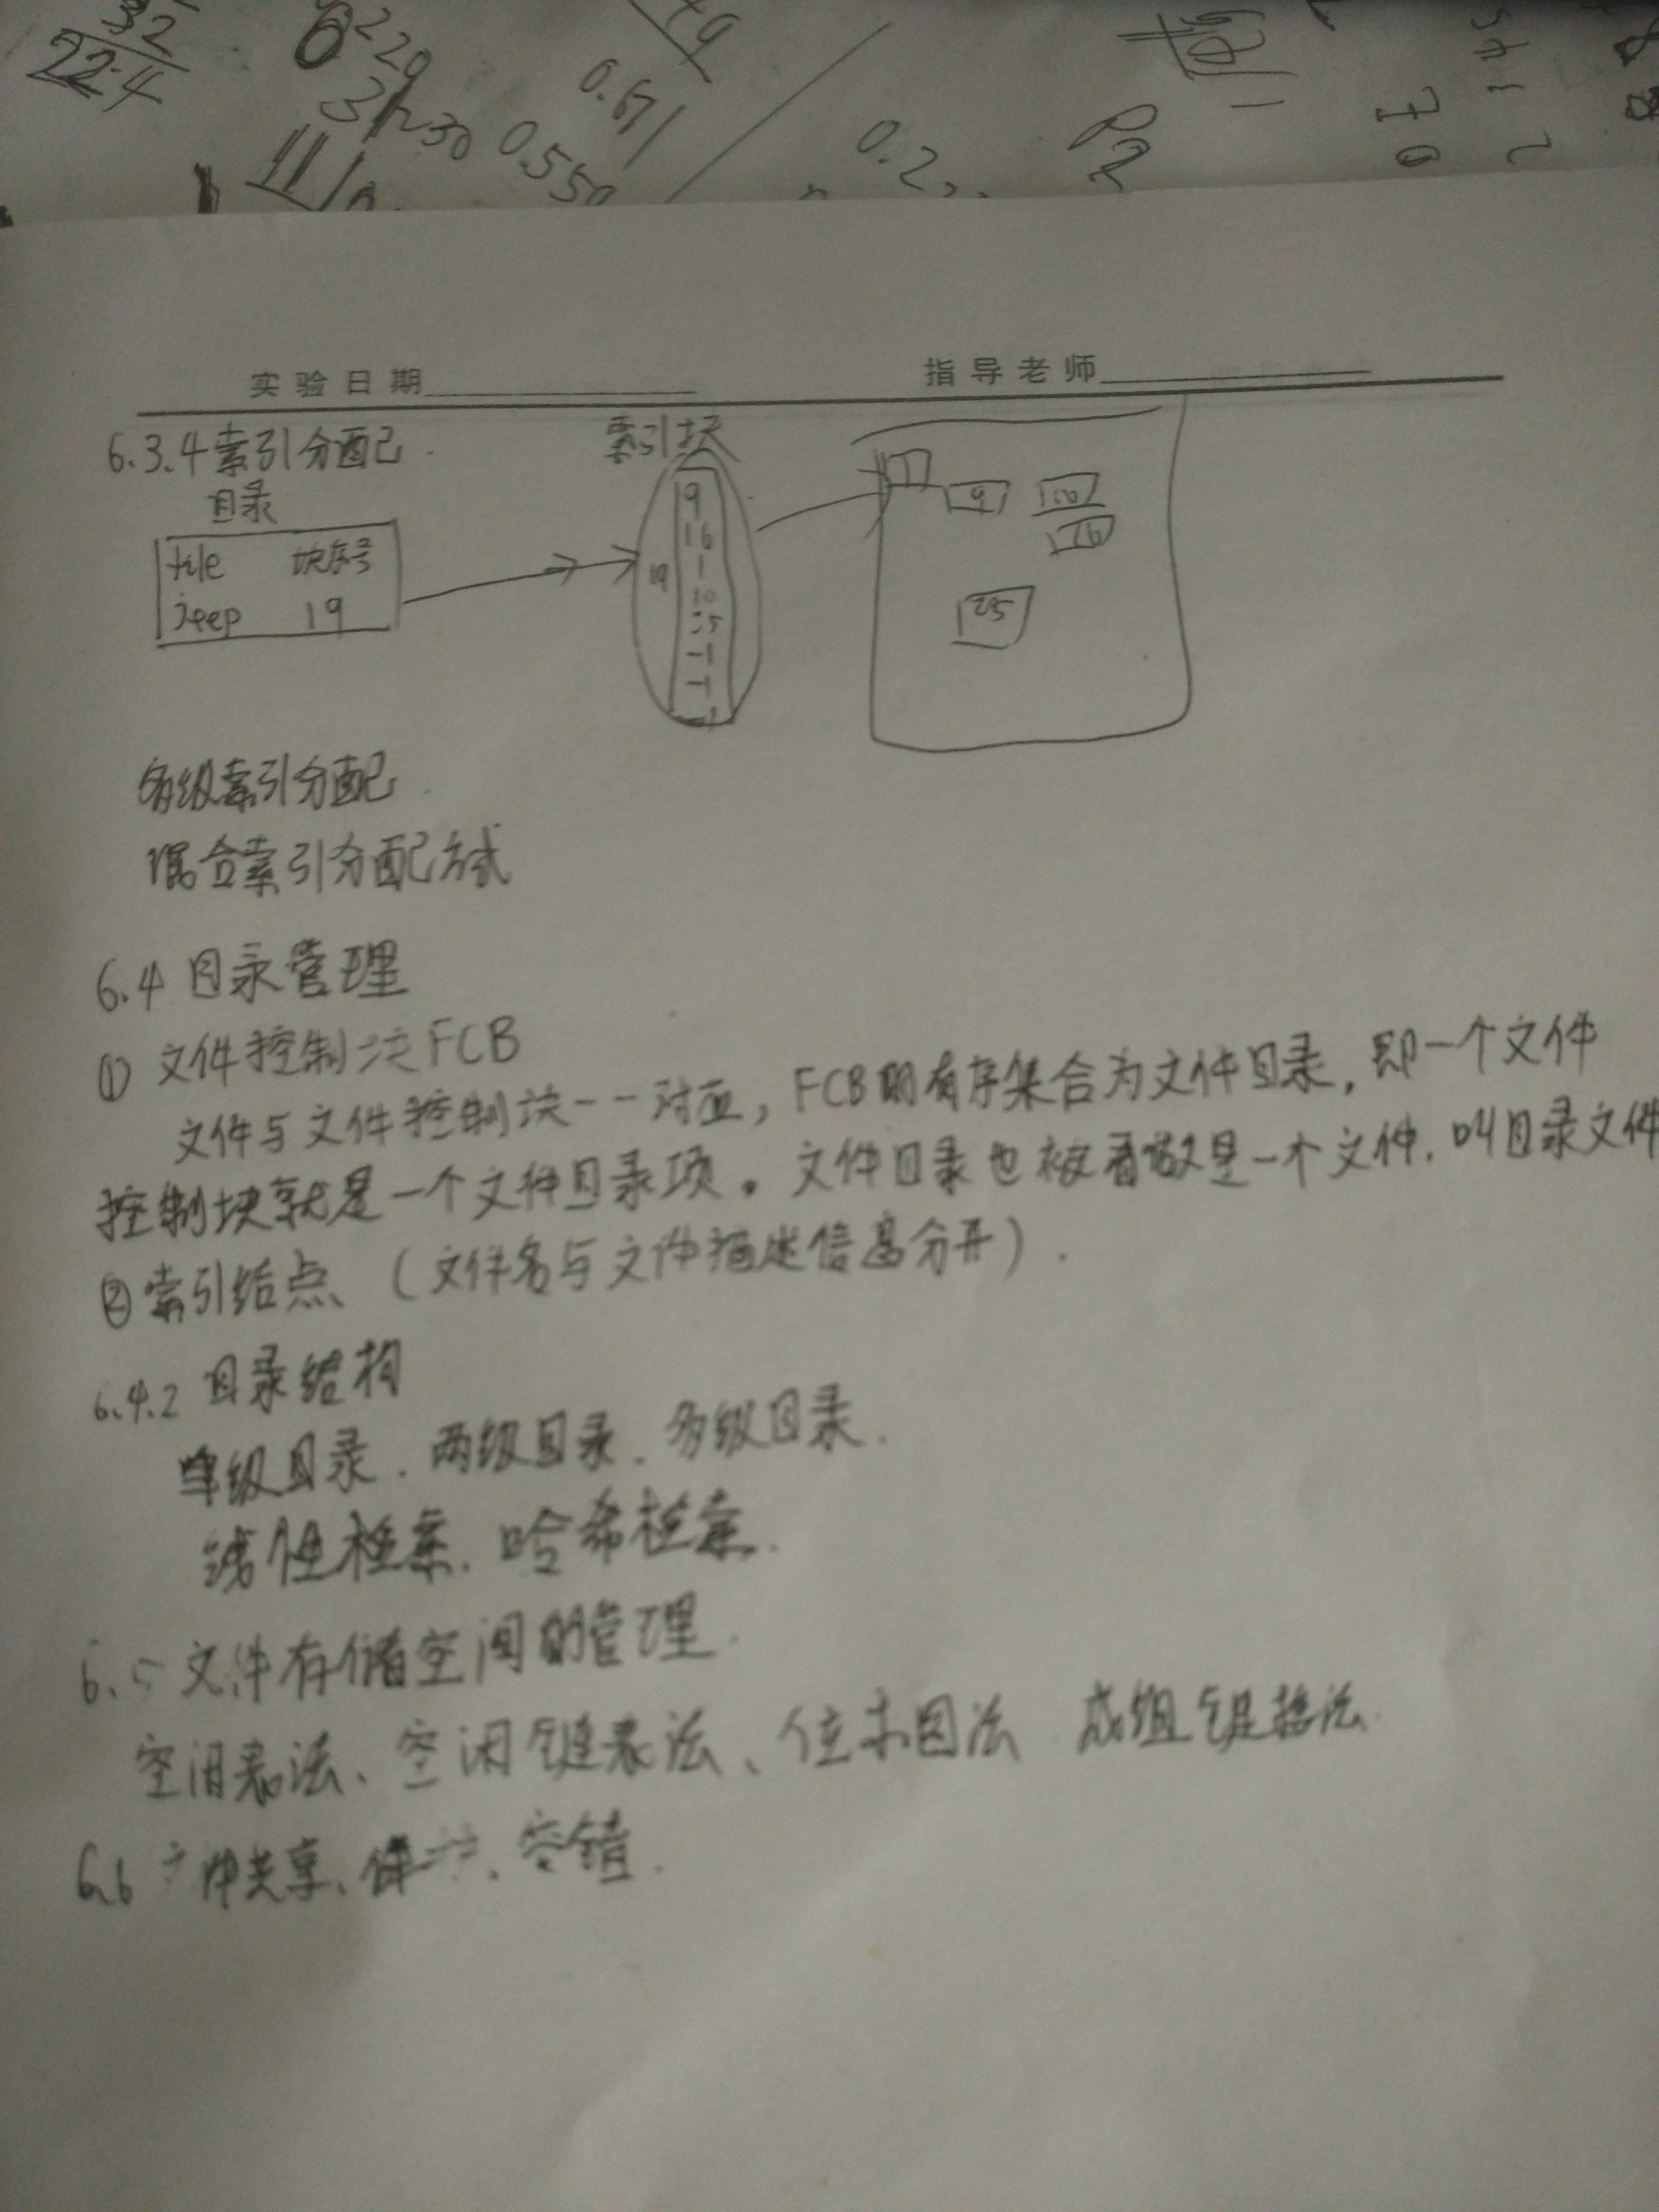 32
22.4
220
0.671
0.550
0.2
实验日期 指导老师
6.3.4索引分配
索引块
目录
file 块序号
jeep 19
19
9
16
1
10
25
-1
-1
-1
1
9
10
16
25
多级索引分配
混合索引分配方式
6.4 目录管理
① 文件控制块FCB
文件与文件控制块一一对应,FCB的有序集合为文件目录,即一个文件
控制块就是一个文件目录项。文件目录也被看做是一个文件.叫目录文件
②索引结点(文件名与文件描述信息分开).
6.4.2 目录结构
单级目录.两级目录.多级目录.
线性检索.哈希检索.
6.5 文件存储空间的管理.
空闲表法、空闲链表法、位示图法 成组链接法.
6.6 文件共享、保护、容错.